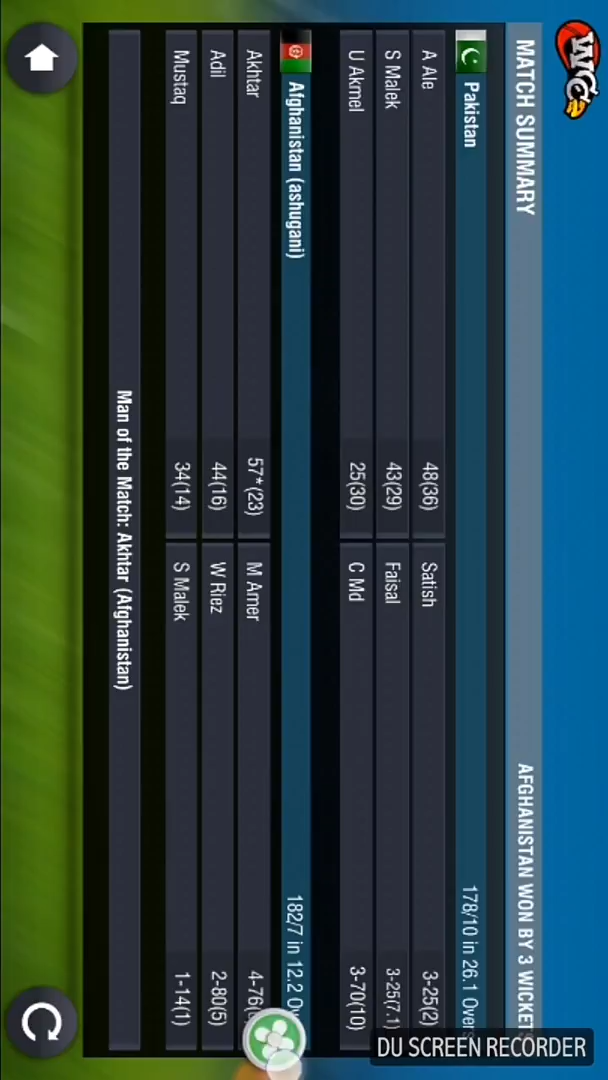 WCC2
MATCH SUMMARY AFGHANISTAN WON BY 3 WICKETS
Pakistan 178/10 in 26.1 Overs
A Ale 48(36) Satish 3-25(2)
S Malek 43(29) Faisal 3-25(7.1)
U Akmel 25(30) C Md 3-70(10)
Afghanistan (ashugani) 182/7 in 12.2 Ov
Akhtar 57*(23) M Amer 4-76(
Adil 44(16) W Riez 2-80(5)
Mustaq 34(14) S Malek 1-14(1)
Man of the Match: Akhtar (Afghanistan)
DU SCREEN RECORDER